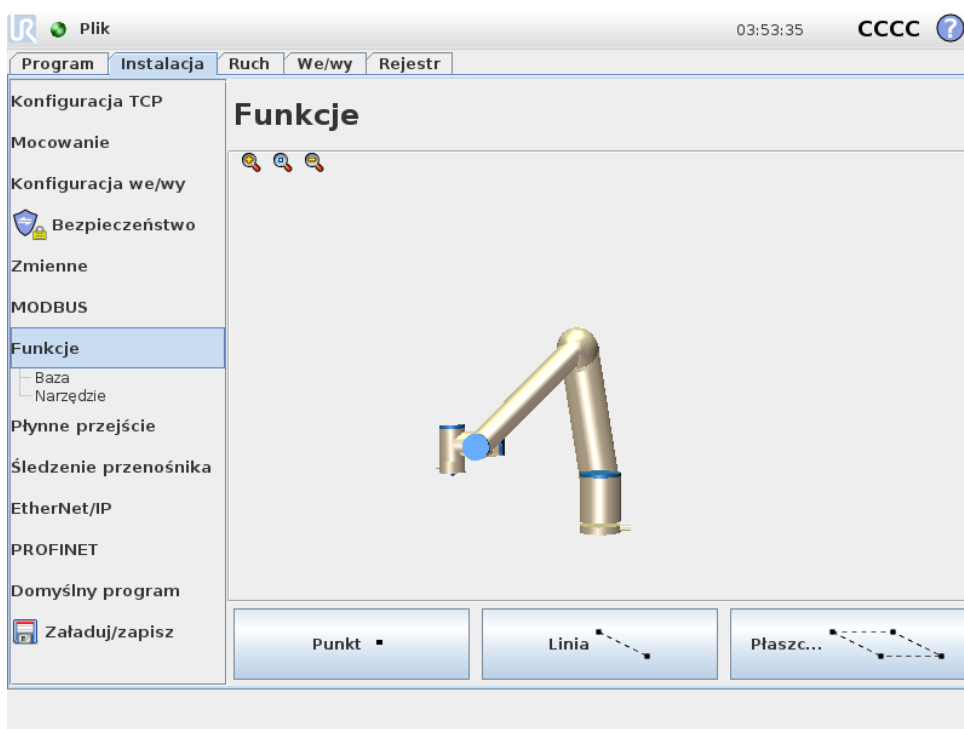 UR Plik 03:53:35 CCCC ?
Program Instalacja Ruch We/wy Rejestr
Konfiguracja TCP
Mocowanie
Konfiguracja we/wy
Bezpieczeństwo
Zmienne
MODBUS
Funkcje
Baza
Narzędzie
Płynne przejście
Śledzenie przenośnika
EtherNet/IP
PROFINET
Domyślny program
Załaduj/zapisz
Funkcje
Punkt Linia Płaszc...